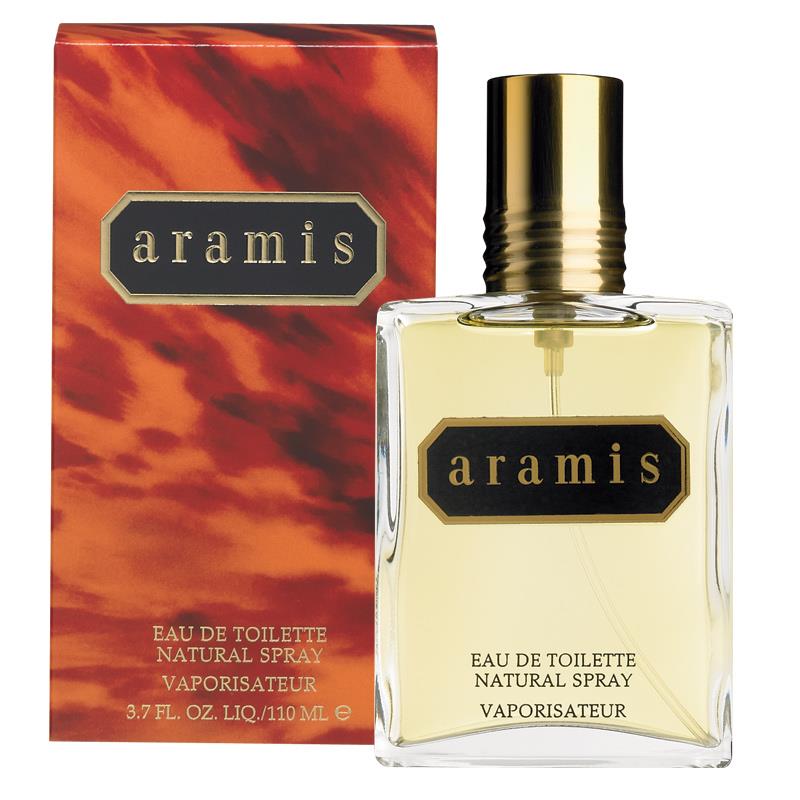 aramis
EAU DE TOILETTE
NATURAL SPRAY
VAPORISATEUR
3.7 FL. OZ. LIQ./110 ML ℮
aramis
EAU DE TOILETTE
NATURAL SPRAY
VAPORISATEUR